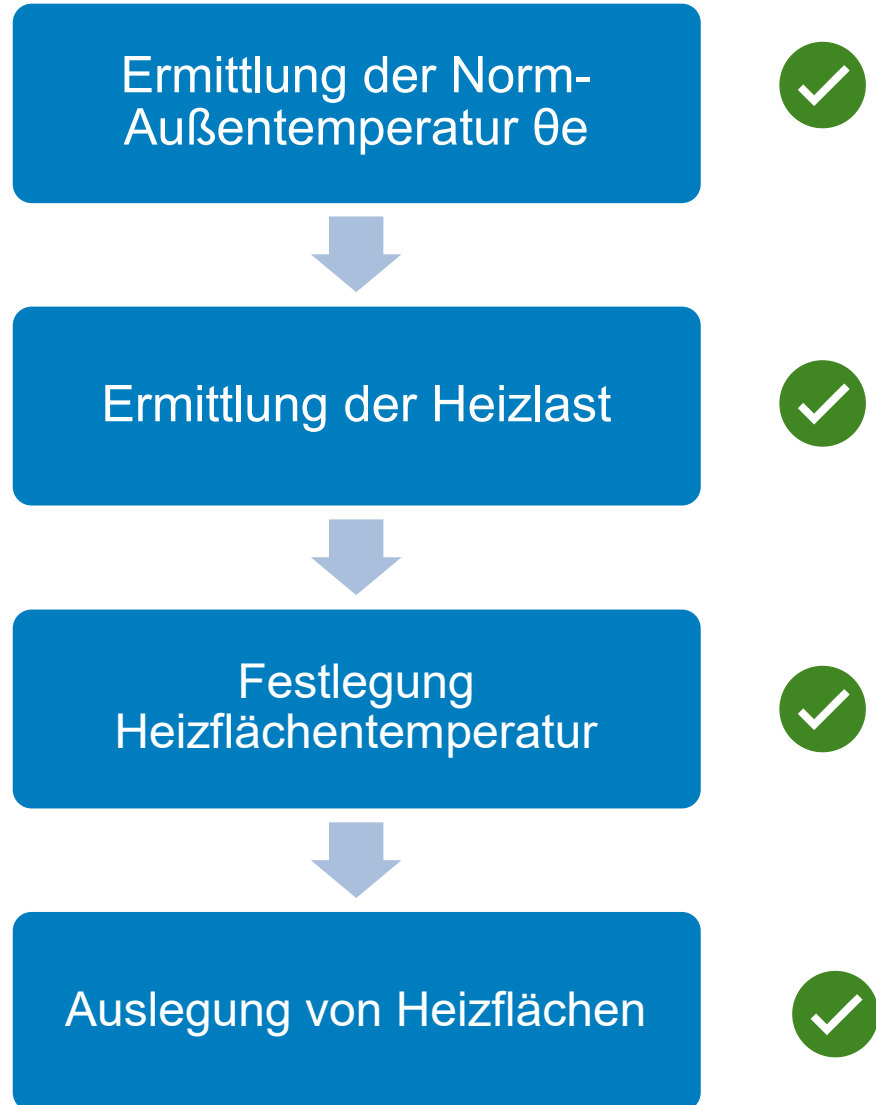 Ermittlung der Norm-
Außentemperatur θe
Ermittlung der Heizlast
Festlegung
Heizflächentemperatur
Auslegung von Heizflächen